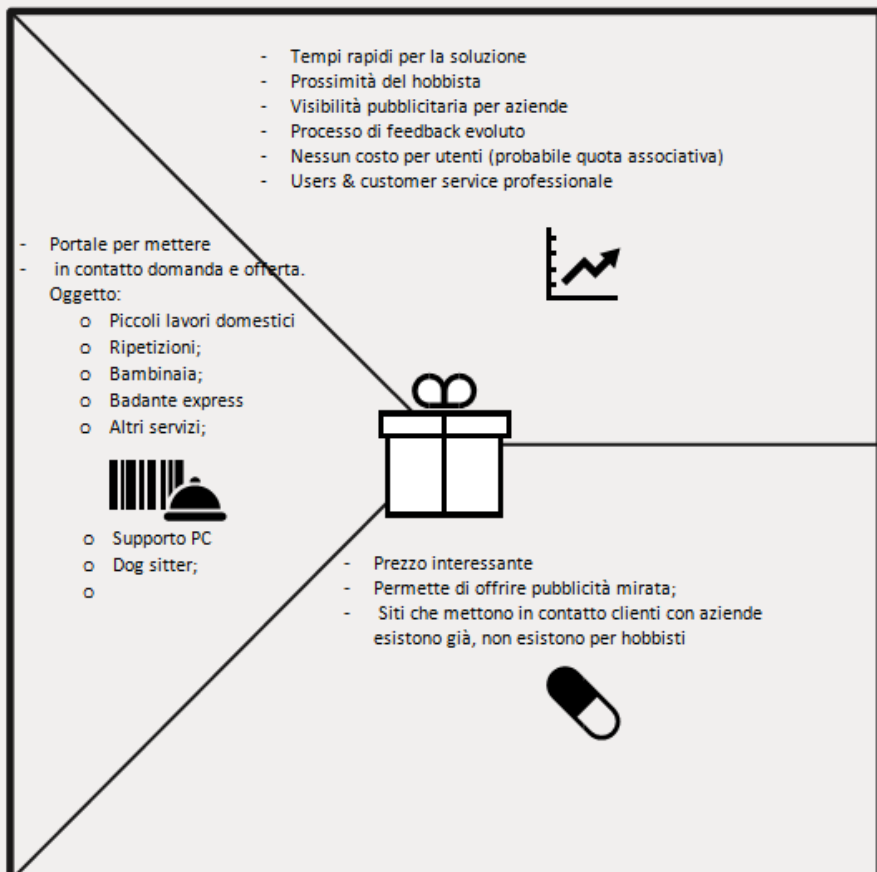 - Tempi rapidi per la soluzione
- Prossimità del hobbista
- Visibilità pubblicitaria per aziende
- Processo di feedback evoluto
- Nessun costo per utenti (probabile quota associativa)
- Users & customer service professionale
- Portale per mettere
- in contatto domanda e offerta.
Oggetto:
o Piccoli lavori domestici
o Ripetizioni;
o Bambinaia;
o Badante express
o Altri servizi;
o Supporto PC
o Dog sitter;
o
- Prezzo interessante
- Permette di offrire pubblicità mirata;
- Siti che mettono in contatto clienti con aziende
esistono già, non esistono per hobbisti